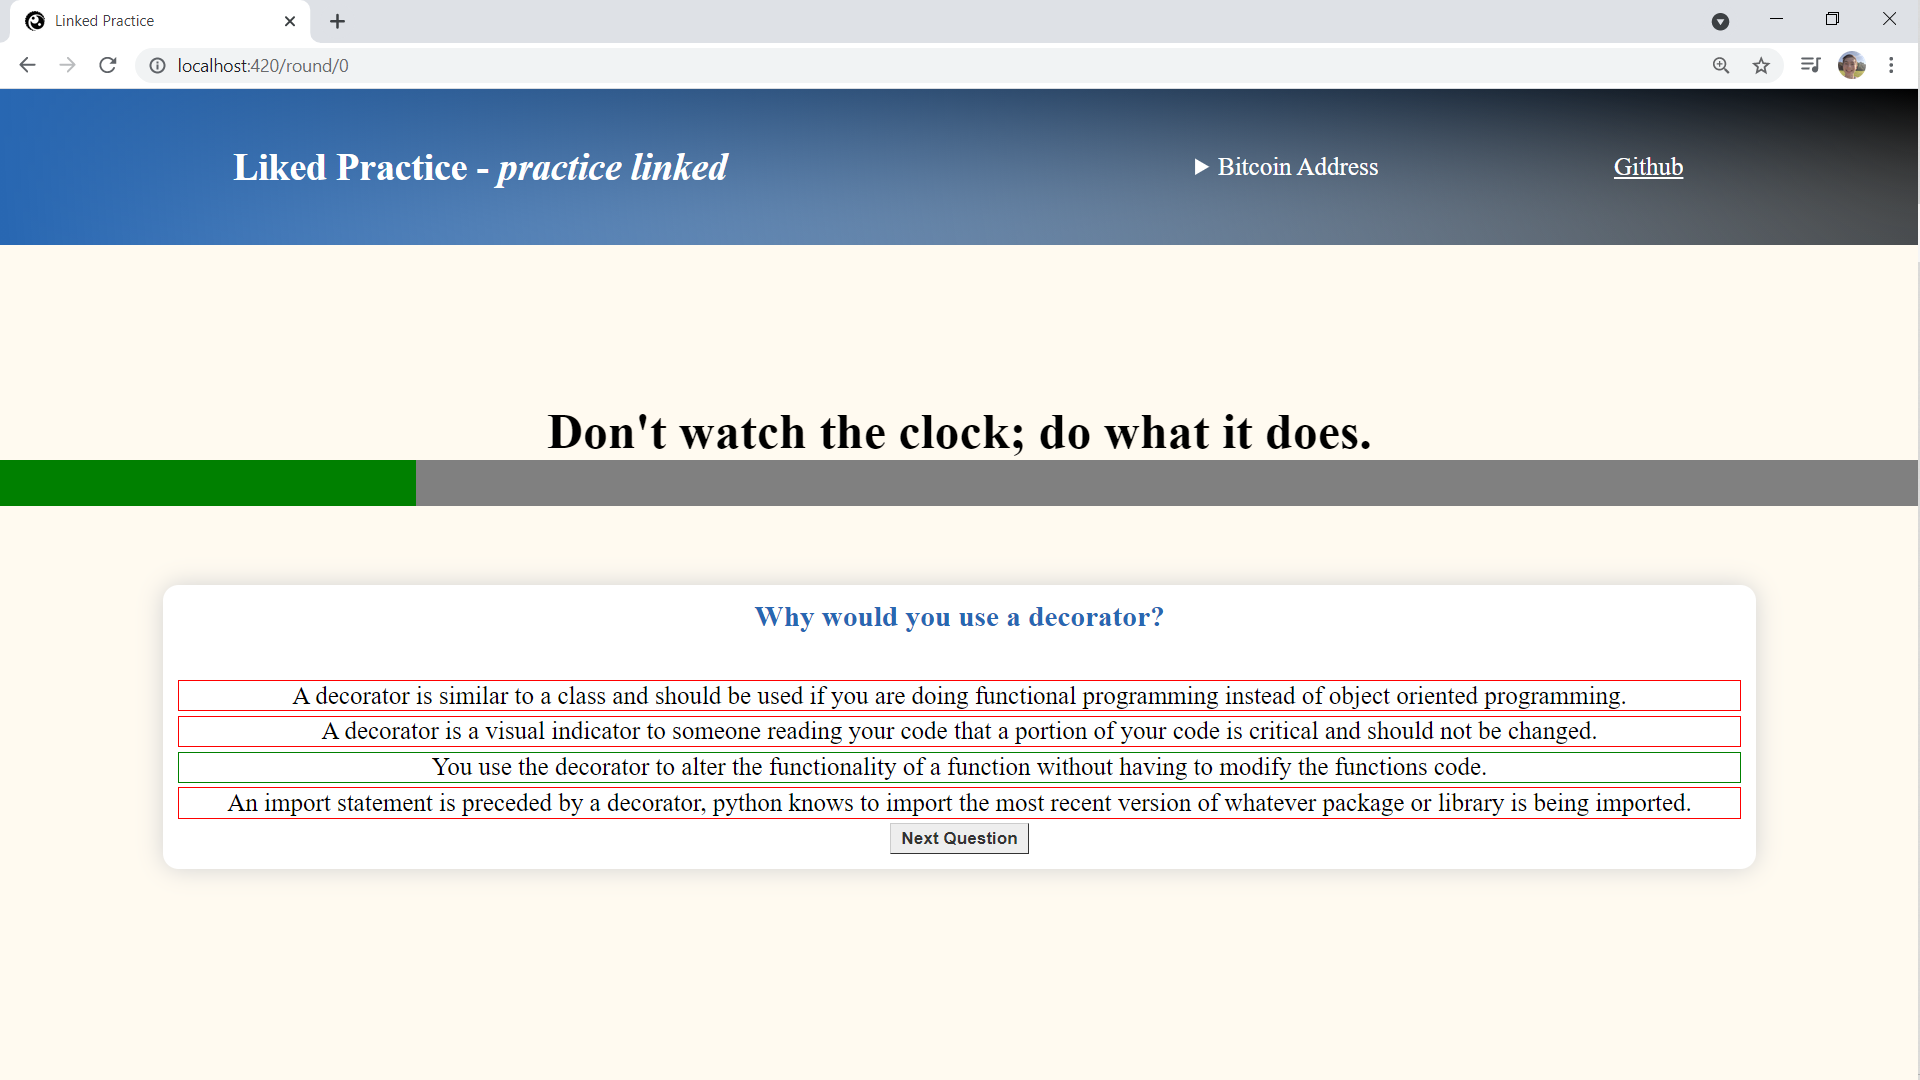 Linked Practice
localhost:420/round/0
Liked Practice - practice linked
Bitcoin Address
Github
Don't watch the clock; do what it does.
Why would you use a decorator?
A decorator is similar to a class and should be used if you are doing functional programming instead of object oriented programming.
A decorator is a visual indicator to someone reading your code that a portion of your code is critical and should not be changed.
You use the decorator to alter the functionality of a function without having to modify the functions code.
An import statement is preceded by a decorator, python knows to import the most recent version of whatever package or library is being imported.
Next Question